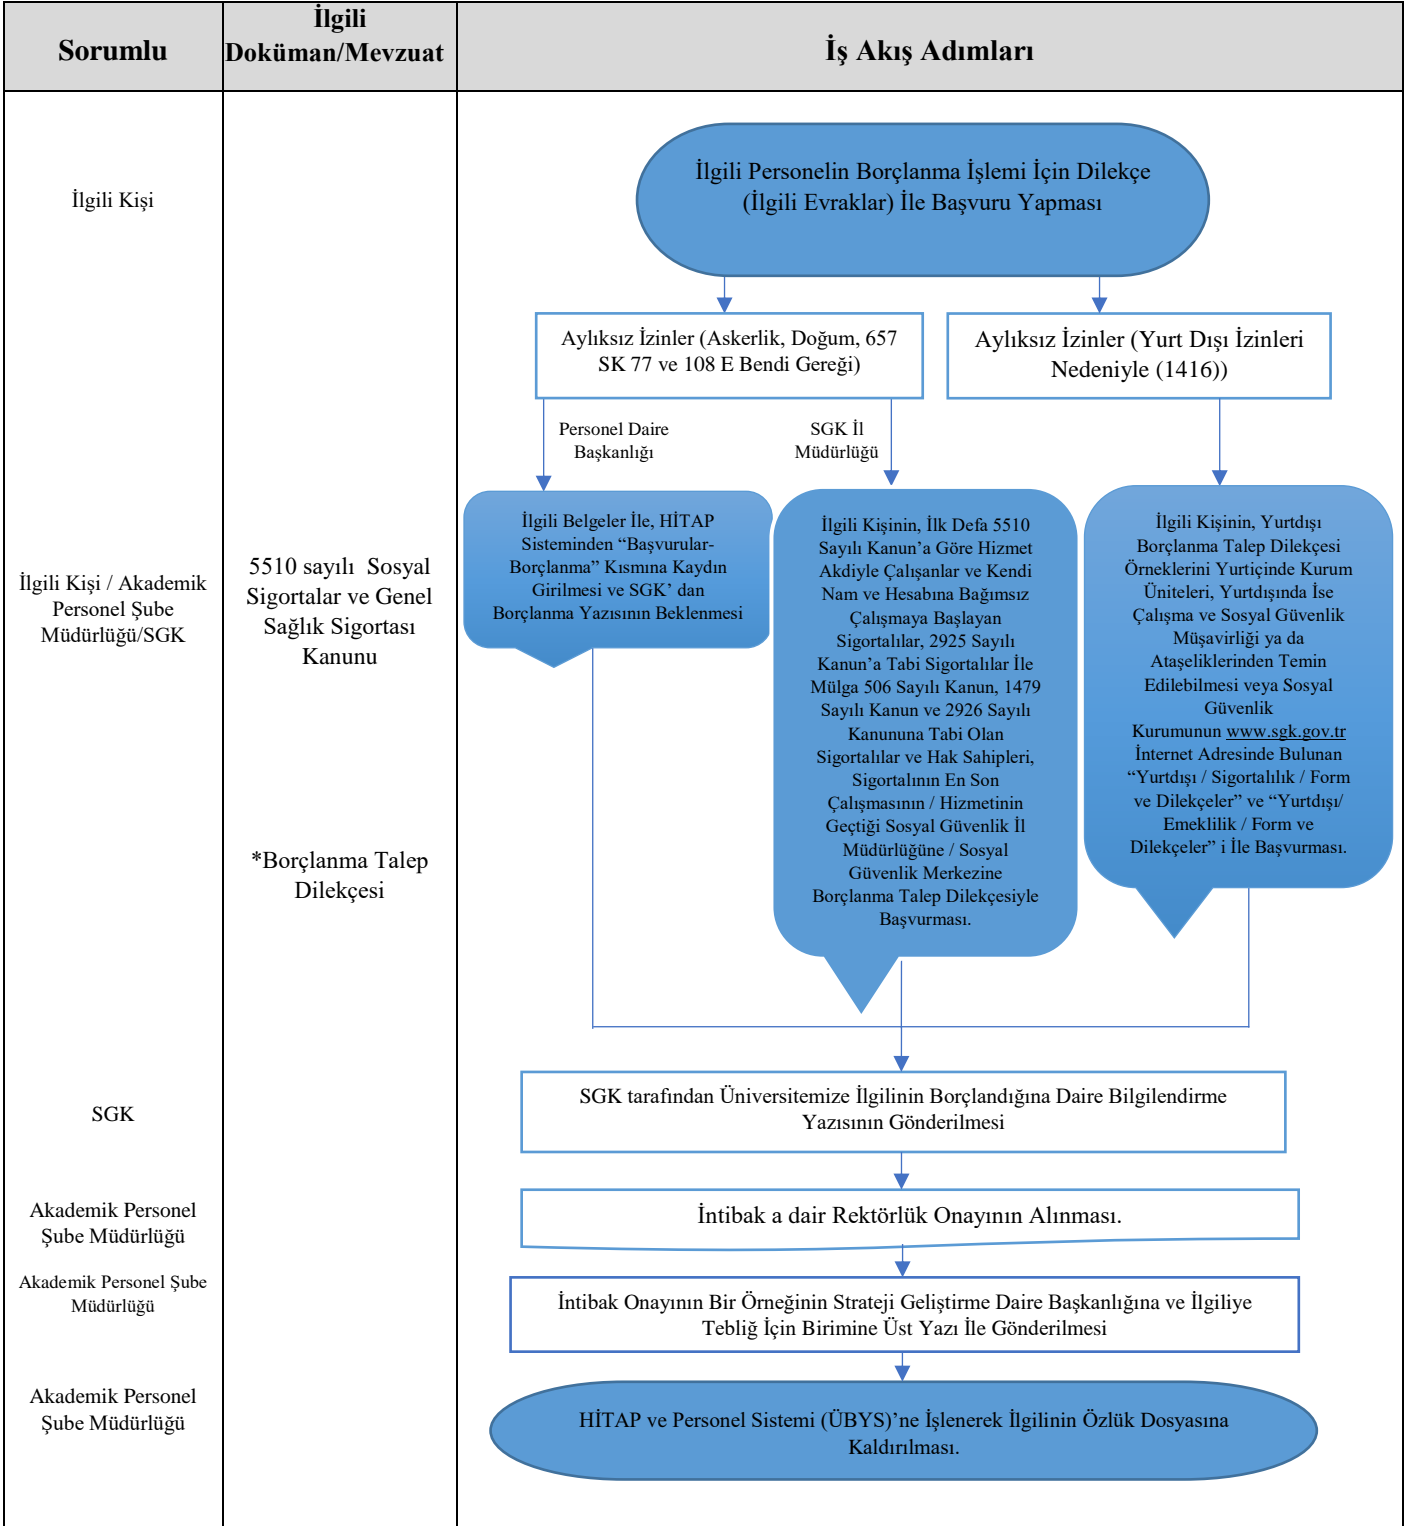 Sorumlu
İlgili
Doküman/Mevzuat
İş Akış Adımları
İlgili Kişi
İlgili Personelin Borçlanma İşlemi İçin Dilekçe
(İlgili Evraklar) İle Başvuru Yapması
Aylıksız İzinler (Askerlik, Doğum, 657
SK 77 ve 108 E Bendi Gereği)
Aylıksız İzinler (Yurt Dışı İzinleri
Nedeniyle (1416))
Personel Daire
Başkanlığı
SGK İl
Müdürlüğü
İlgili Kişi / Akademik
Personel Şube
Müdürlüğü/SGK
5510 sayılı  Sosyal
Sigortalar ve Genel
Sağlık Sigortası
Kanunu
*Borçlanma Talep
Dilekçesi
İlgili Belgeler İle, HİTAP
Sisteminden “Başvurular-
Borçlanma” Kısmına Kaydın
Girilmesi ve SGK’ dan
Borçlanma Yazısının Beklenmesi
İlgili Kişinin, İlk Defa 5510
Sayılı Kanun’a Göre Hizmet
Akdiyle Çalışanlar ve Kendi
Nam ve Hesabına Bağımsız
Çalışmaya Başlayan
Sigortalılar, 2925 Sayılı
Kanun’a Tabi Sigortalılar İle
Mülga 506 Sayılı Kanun, 1479
Sayılı Kanun ve 2926 Sayılı
Kanununa Tabi Olan
Sigortalılar ve Hak Sahipleri,
Sigortalının En Son
Çalışmasının / Hizmetinin
Geçtiği Sosyal Güvenlik İl
Müdürlüğüne / Sosyal
Güvenlik Merkezine
Borçlanma Talep Dilekçesiyle
Başvurması.
İlgili Kişinin, Yurtdışı
Borçlanma Talep Dilekçesi
Örneklerini Yurtiçinde Kurum
Üniteleri, Yurtdışında İse
Çalışma ve Sosyal Güvenlik
Müşavirliği ya da
Ataşeliklerinden Temin
Edilebilmesi veya Sosyal
Güvenlik
Kurumunun www.sgk.gov.tr
İnternet Adresinde Bulunan
“Yurtdışı / Sigortalılık / Form
ve Dilekçeler” ve “Yurtdışı/
Emeklilik / Form ve
Dilekçeler” i İle Başvurması.
SGK
SGK tarafından Üniversitemize İlgilinin Borçlandığına Daire Bilgilendirme
Yazısının Gönderilmesi
Akademik Personel
Şube Müdürlüğü
İntibak a dair Rektörlük Onayının Alınması.
Akademik Personel Şube
Müdürlüğü
İntibak Onayının Bir Örneğinin Strateji Geliştirme Daire Başkanlığına ve İlgiliye
Tebliğ İçin Birimine Üst Yazı İle Gönderilmesi
Akademik Personel
Şube Müdürlüğü
HİTAP ve Personel Sistemi (ÜBYS)’ne İşlenerek İlgilinin Özlük Dosyasına
Kaldırılması.